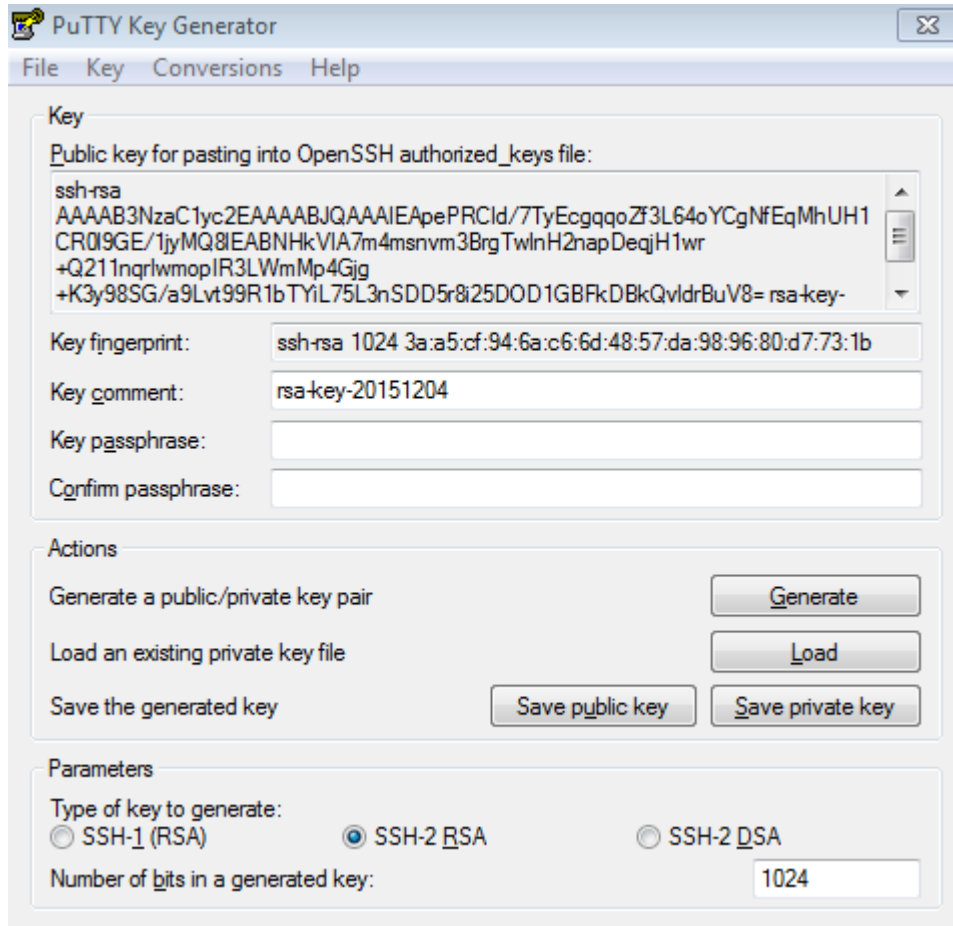 PuTTY Key Generator
File Key Conversions Help
Key
Public key for pasting into OpenSSH authorized_keys file:
ssh-rsa
AAAAB3NzaC1yc2EAAAABJQAAAIEApePRCId/7TyEcgqqoZf3L64oYCgNfEqMhUH1
CR0I9GE/1jyMQ8IEABNHkVIA7m4msnvm3BrgTwInH2napDeqjH1wr
+Q211nqrIwmopIR3LWmMp4Gjg
+K3y98SG/a9Lvt99R1bTYiL75L3nSDD5r8i25DOD1GBFkDBkQvldrBuV8= rsa-key-
Key fingerprint: ssh-rsa 1024 3a:a5:cf:94:6a:c6:6d:48:57:da:98:96:80:d7:73:1b
Key comment: rsa-key-20151204
Key passphrase:
Confirm passphrase:
Actions
Generate a public/private key pair Generate
Load an existing private key file Load
Save the generated key Save public key Save private key
Parameters
Type of key to generate:
SSH-1 (RSA) SSH-2 RSA SSH-2 DSA
Number of bits in a generated key: 1024